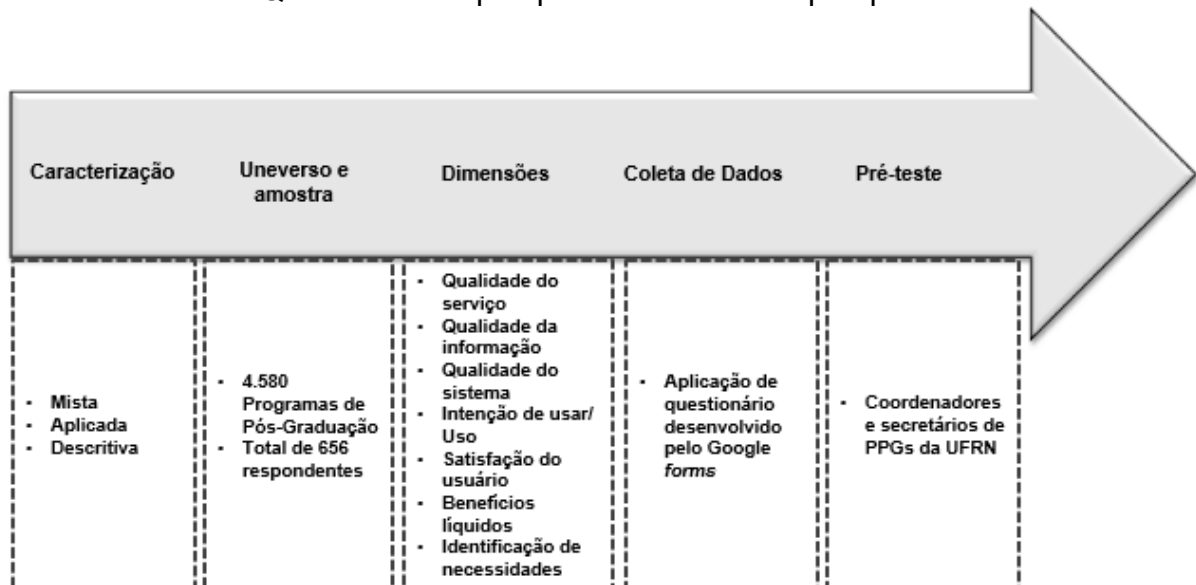 Caracterização
Uneverso e
amostra
Dimensões
Coleta de Dados
Pré-teste
• Mista
• Aplicada
• Descritiva
• 4.580
Programas de
Pós-Graduação
• Total de 656
respondentes
• Qualidade do
serviço
• Qualidade da
informação
• Qualidade do
sistema
• Intenção de usar/
Uso
• Satisfação do
usuário
• Benefícios
líquidos
• Identificação de
necessidades
• Aplicação de
questionário
desenvolvido
pelo Google
forms
• Coordenadores
e secretários de
PPGs da UFRN